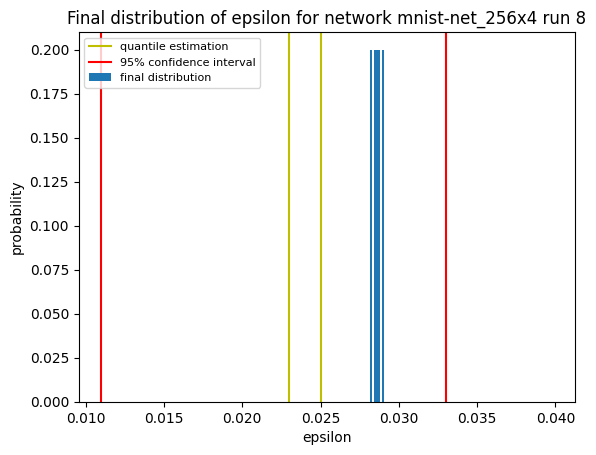 Final distribution of epsilon for network mnist-net_256x4 run 8
quantile estimation
95% confidence interval
final distribution
0.200
0.175
0.150
0.125
0.100
0.075
0.050
0.025
0.000
probability
0.010 0.015 0.020 0.025 0.030 0.035 0.040
epsilon